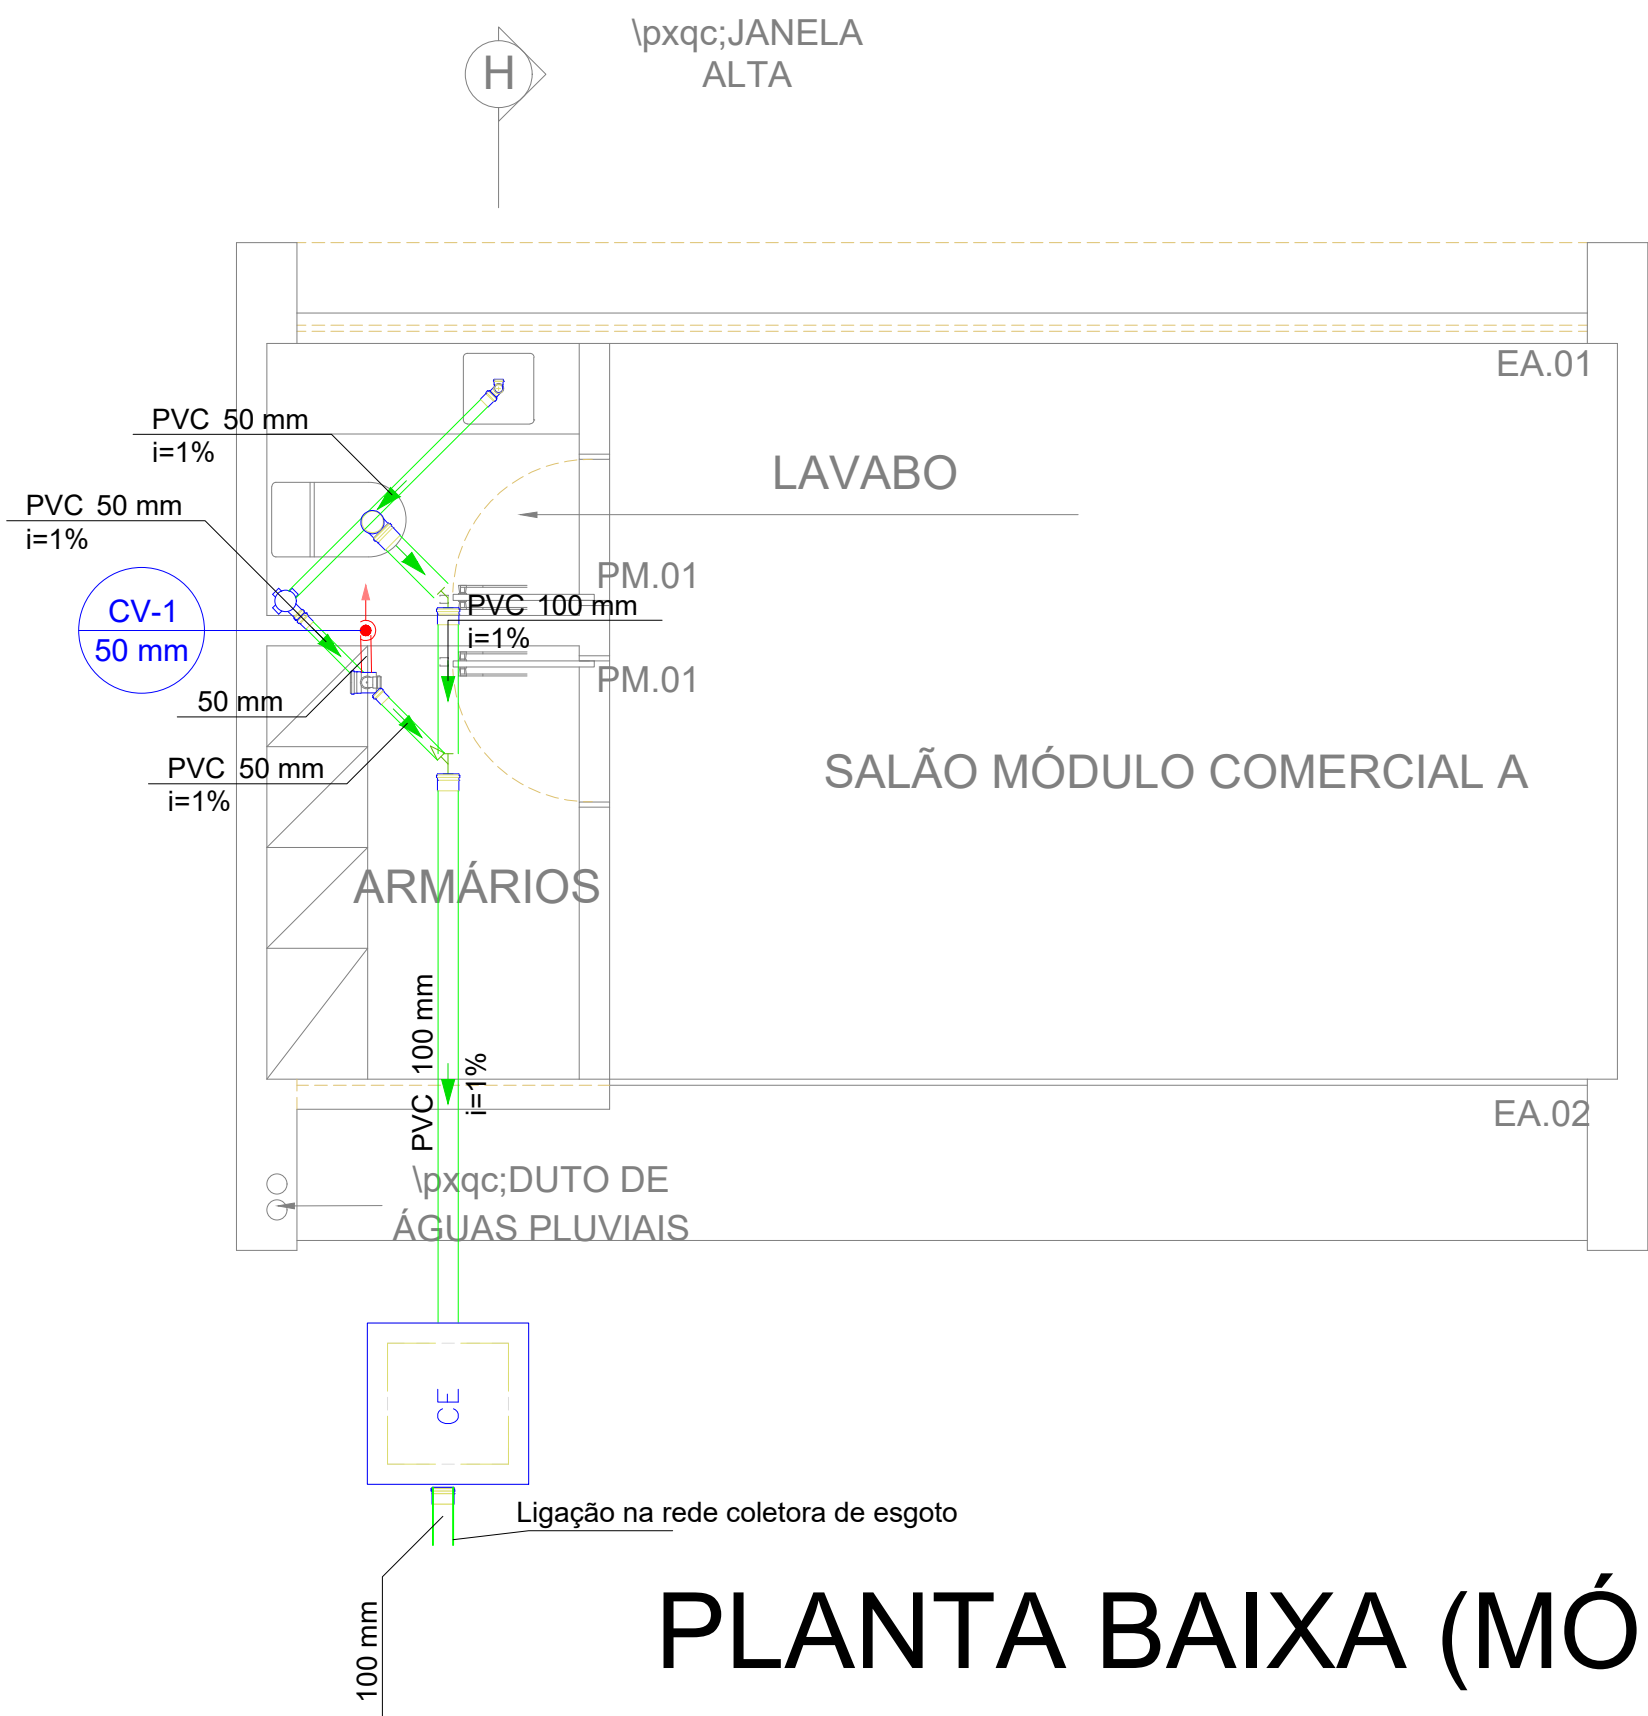 \pxqc;JANELA
ALTA
H
EA.01
PVC 50 mm
i=1%
LAVABO
PVC 50 mm
i=1%
PM.01
CV-1
50 mm
PVC 100 mm
i=1%
PM.01
50 mm
PVC 50 mm
i=1%
SALÃO MÓDULO COMERCIAL A
ARMÁRIOS
PVC 100 mm
i=1%
EA.02
\pxqc;DUTO DE
ÁGUAS PLUVIAIS
CE
Ligação na rede coletora de esgoto
100 mm
PLANTA BAIXA (MÓ